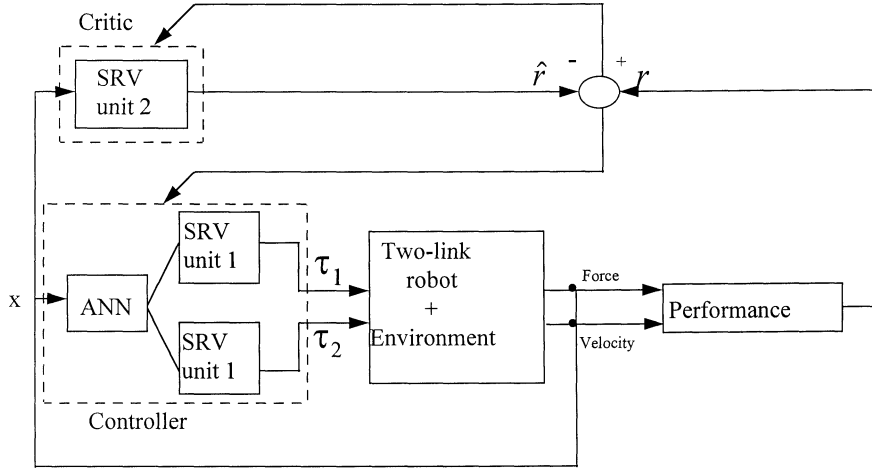 Critic
SRV
unit 2
r̂
-
+
r
SRV
unit 1
τ1
x
ANN
SRV
unit 1
τ2
Controller
Two-link
robot
+
Environment
Force
Velocity
Performance